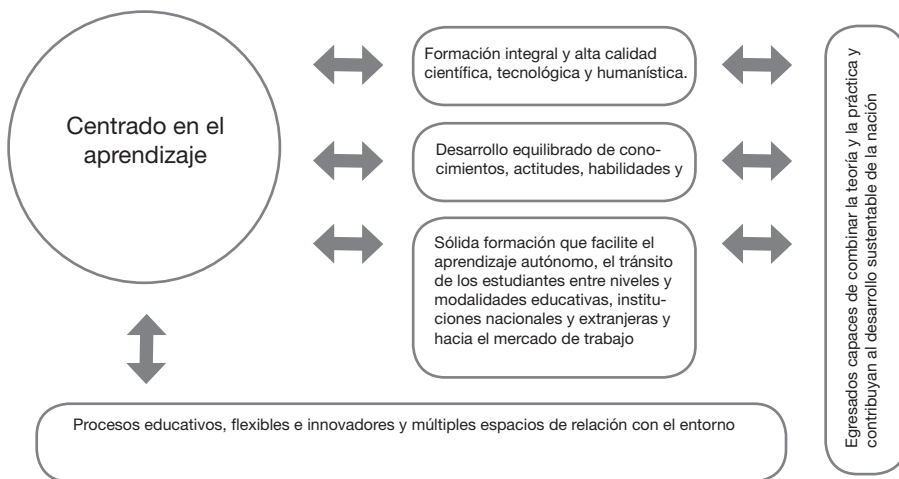 Centrado en el
aprendizaje
Formación integral y alta calidad
científica, tecnológica y humanística.
Desarrollo equilibrado de cono-
cimientos, actitudes, habilidades y
Sólida formación que facilite el
aprendizaje autónomo, el tránsito
de los estudiantes entre niveles y
modalidades educativas, institu-
ciones nacionales y extranjeras y
hacia el mercado de trabajo
Procesos educativos, flexibles e innovadores y múltiples espacios de relación con el entorno
Egresados capaces de combinar la teoría y la práctica y
contribuyan al desarrollo sustentable de la nación